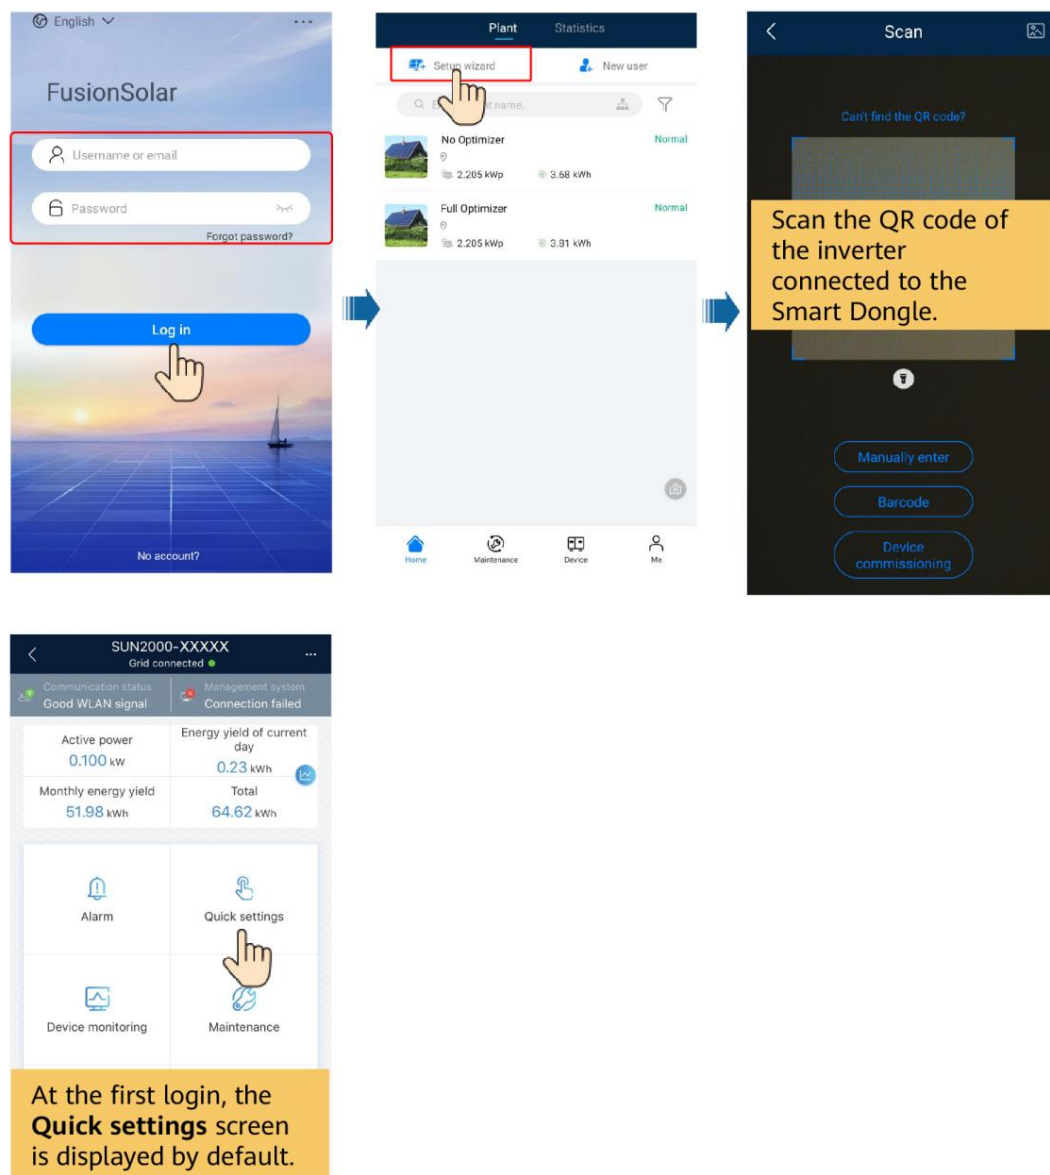 English
...
FusionSolar
Username or email
Password
Forgot password?
Log in
No account?
Plant Statistics
Setup wizard New user
nt name.
No Optimizer Normal
2.205 kWp 3.68 kWh
Full Optimizer Normal
2.205 kWp 3.81 kWh
Home Maintenance Device Me
Scan
Can't find the QR code?
Scan the QR code of
the inverter
connected to the
Smart Dongle.
Manually enter
Barcode
Device
commissioning
SUN2000-XXXXX
Grid connected
...
Communication status
Good WLAN signal
Management system
Connection failed
Active power
0.100 kW
Energy yield of current
day
0.23 kWh
Monthly energy yield
51.98 kWh
Total
64.62 kWh
Alarm
Quick settings
Device monitoring
Maintenance
At the first login, the
Quick settings screen
is displayed by default.